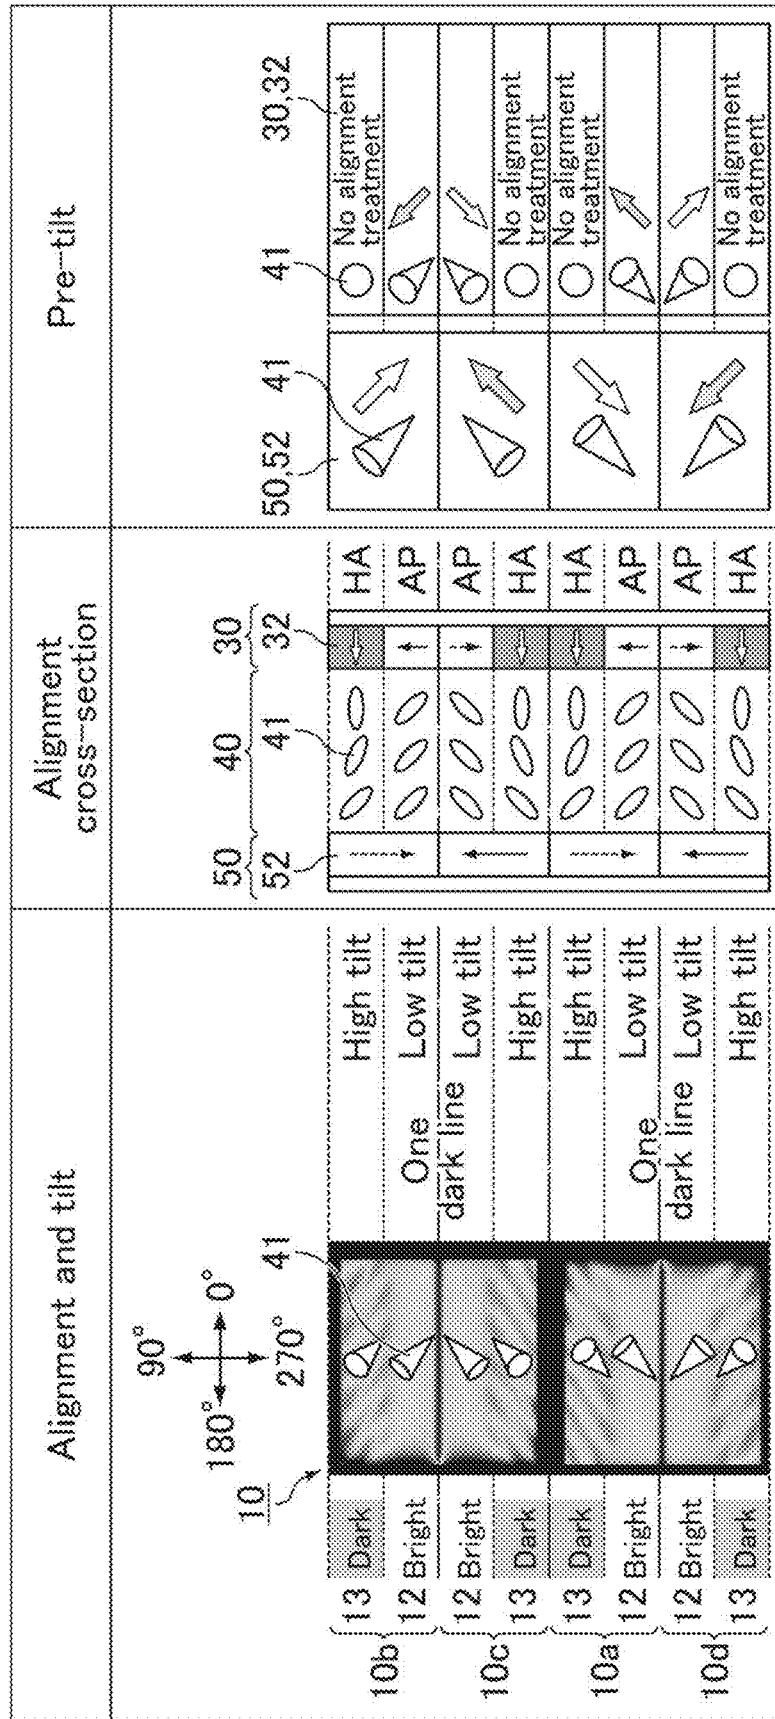 Alignment and tilt
Alignment
cross-section
Pre-tilt
10
90°
180°
0°
270°
41
50
40
30
52
41
32
50,52
41
41
30,32
10b
13 Dark
High tilt
HA
No alignment
treatment
12 Bright
One
dark line
Low tilt
AP
10c
12 Bright
Low tilt
AP
13 Dark
High tilt
HA
No alignment
treatment
10a
13 Dark
High tilt
HA
No alignment
treatment
12 Bright
One
dark line
Low tilt
AP
10d
12 Bright
Low tilt
AP
13 Dark
High tilt
HA
No alignment
treatment